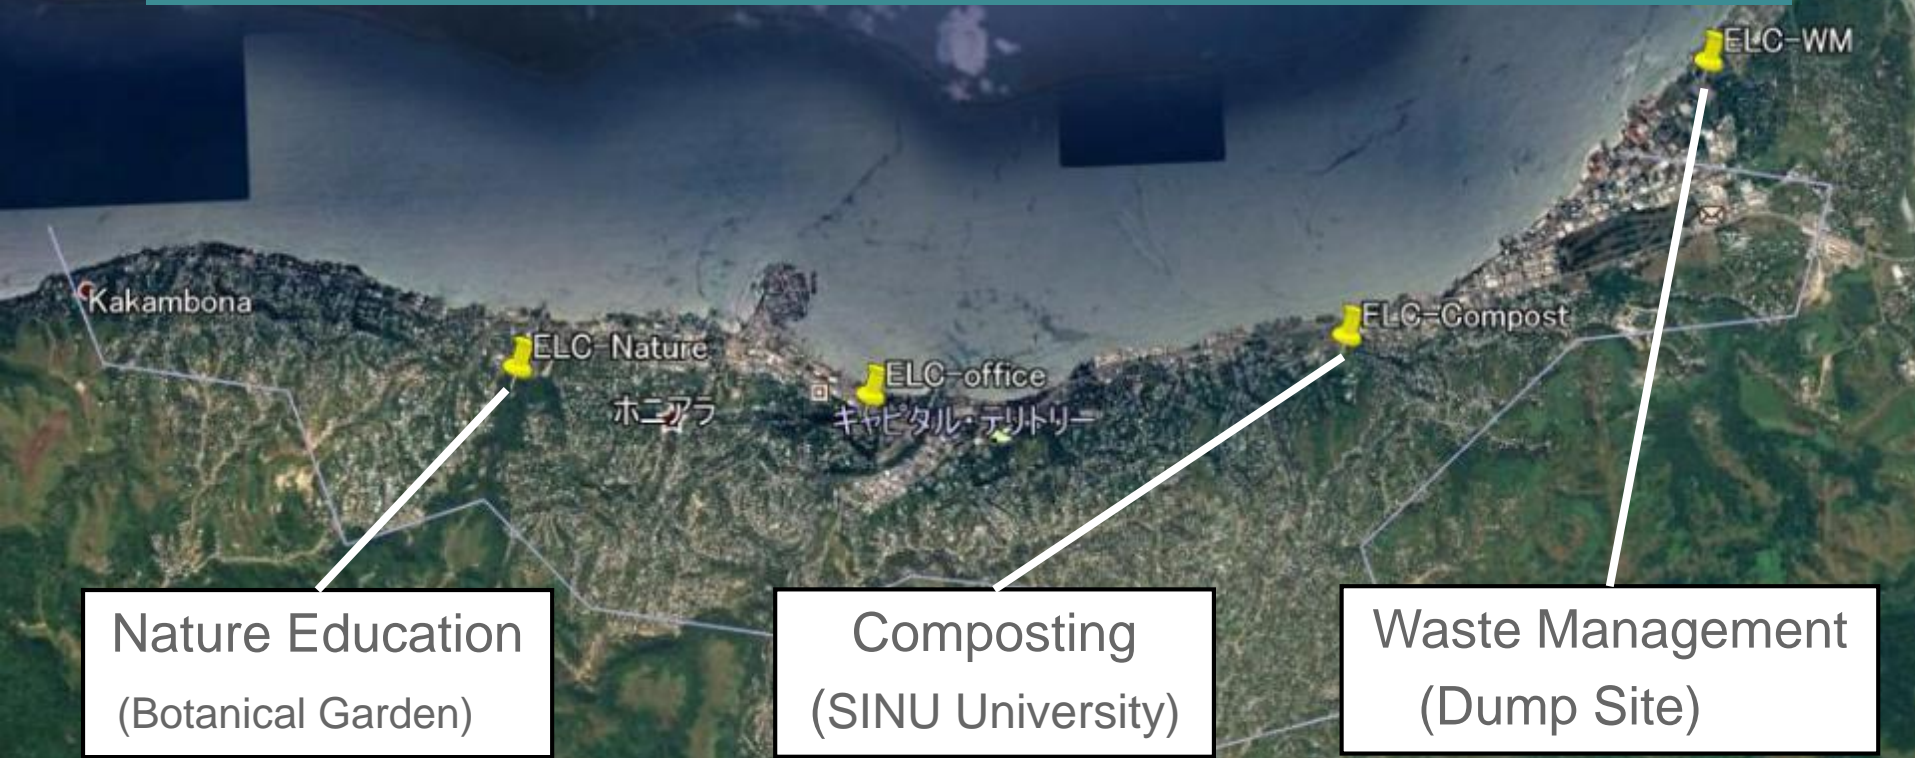 ELC-WM
Kakambona
ELC-Compost
ELC-Nature
ELC-office
ホニアラ
キャピタル・テリトリー
Nature Education
(Botanical Garden)
Composting
(SINU University)
Waste Management
(Dump Site)